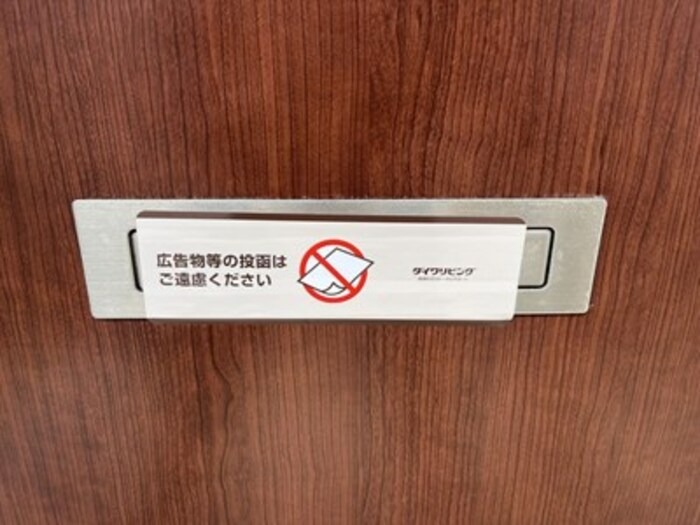 広告物等の投函は
ご遠慮ください
ダイワリビング